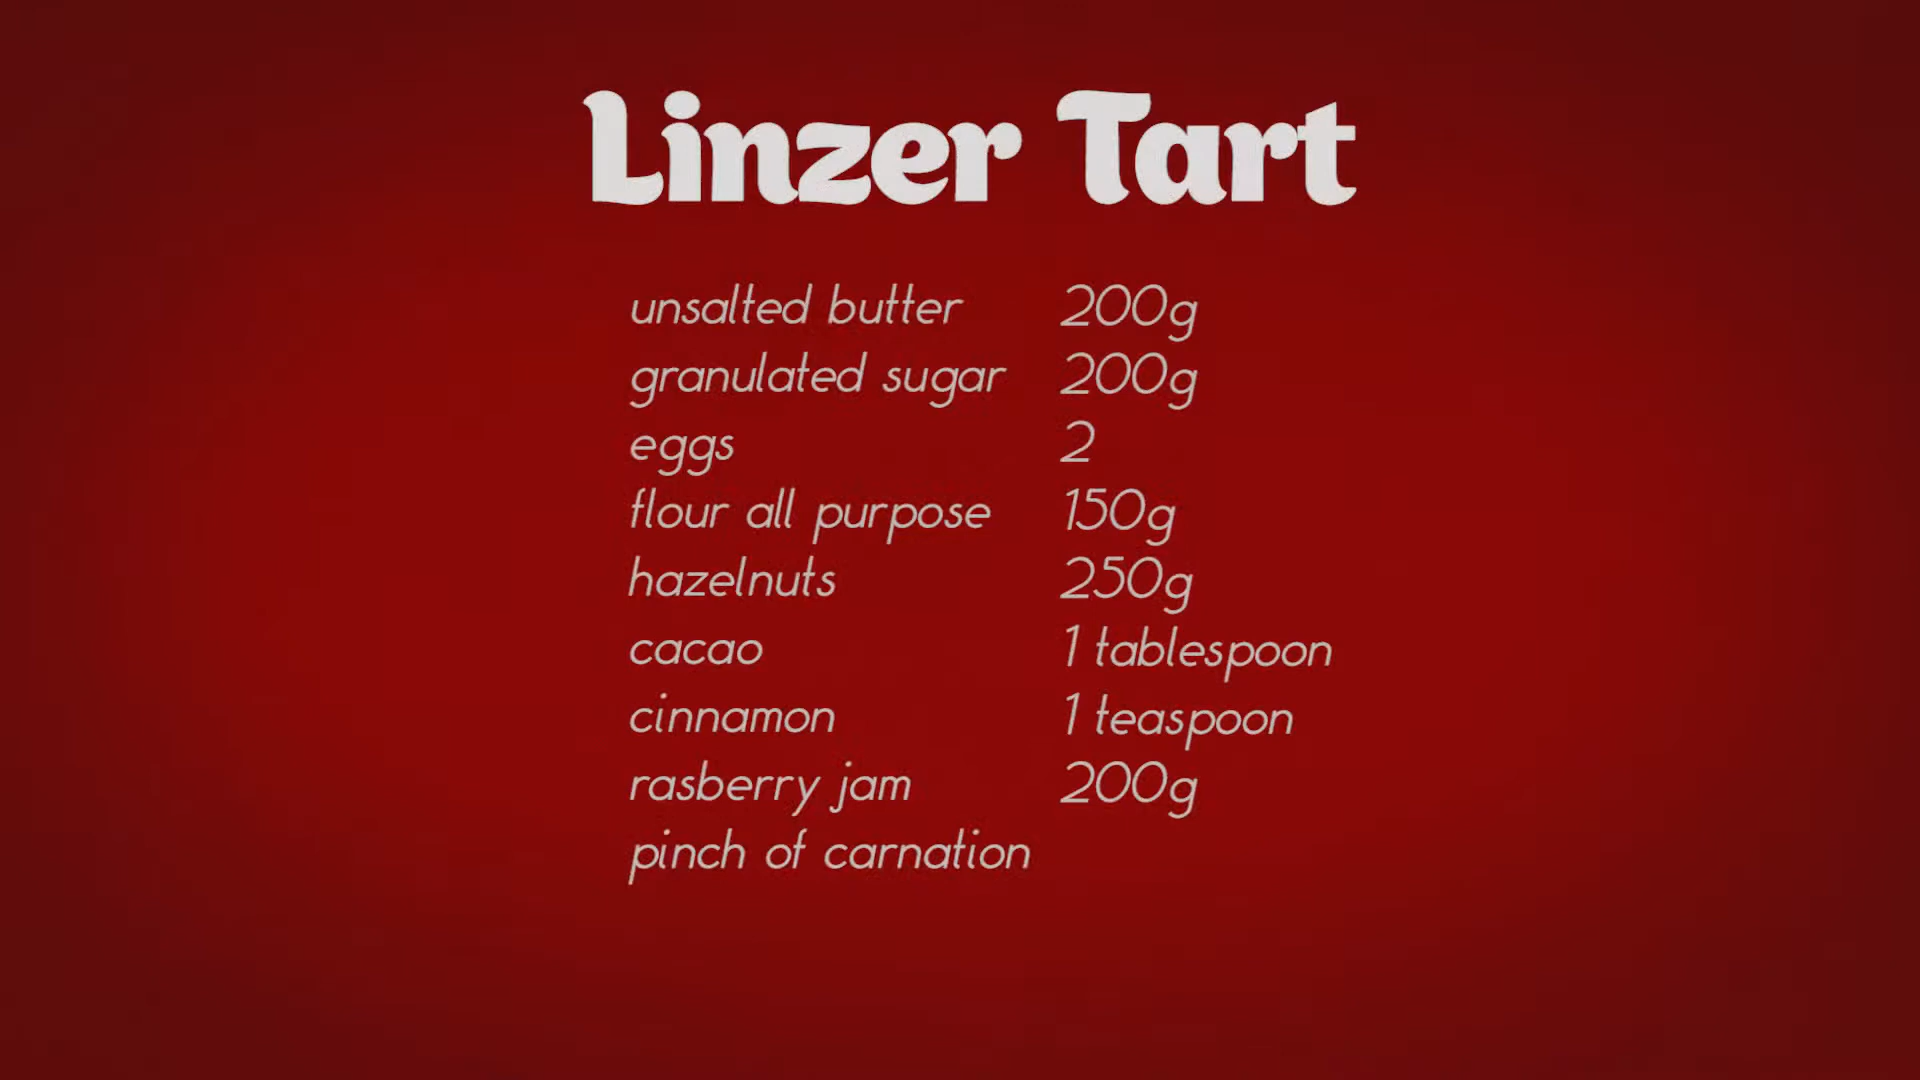 Linzer Tart
unsalted butter 200g
granulated sugar 200g
eggs 2
flour all purpose 150g
hazelnuts 250g
cacao 1 tablespoon
cinnamon 1 teaspoon
rasberry jam 200g
pinch of carnation